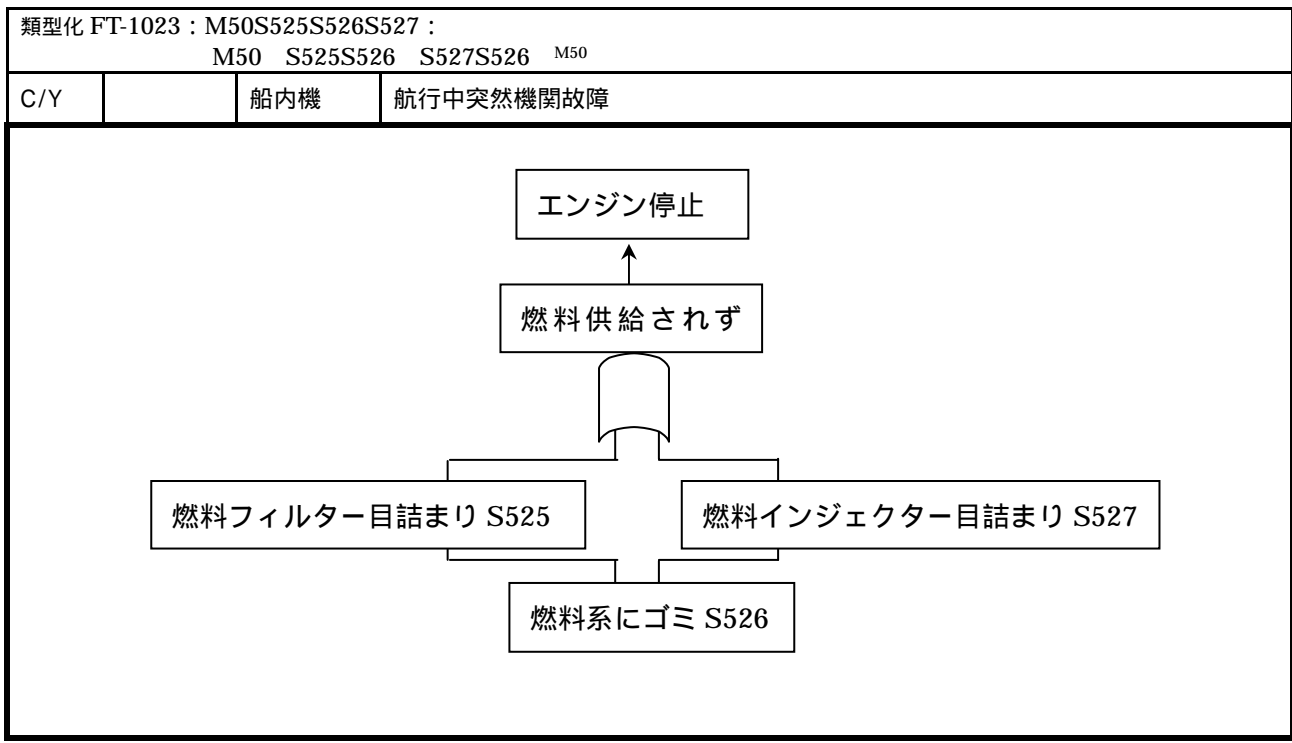 類型化 FT-1023：M50S525S526S527：
M50 S525S526 S527S526 M50
C/Y 船内機 航行中突然機関故障
エンジン停止
燃料供給されず
燃料フィルター目詰まり S525 燃料インジェクター目詰まり S527
燃料系にゴミ S526